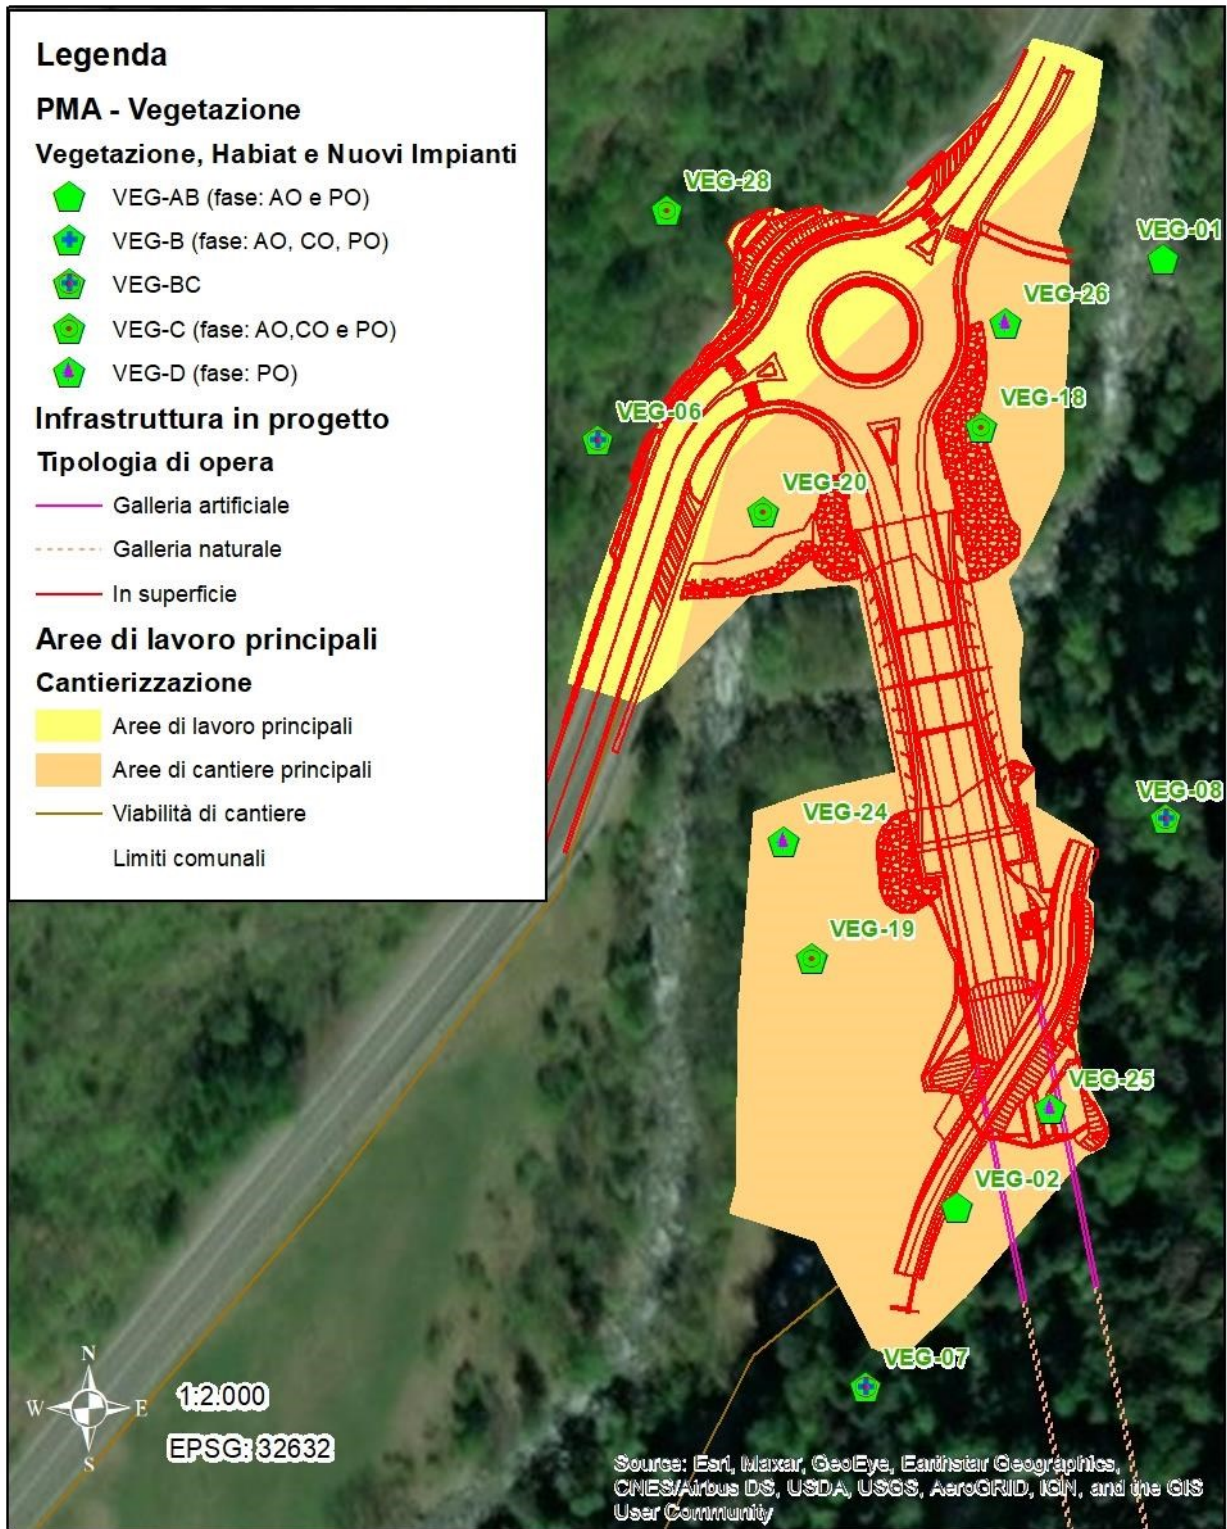 Legenda
PMA - Vegetazione
Vegetazione, Habiat e Nuovi Impianti
VEG-AB (fase: AO e PO)
VEG-B (fase: AO, CO, PO)
VEG-BC
VEG-C (fase: AO,CO e PO)
VEG-D (fase: PO)
Infrastruttura in progetto
Tipologia di opera
Galleria artificiale
Galleria naturale
In superficie
Aree di lavoro principali
Cantierizzazione
Aree di lavoro principali
Aree di cantiere principali
Viabilità di cantiere
Limiti comunali
VEG-28
VEG-01
VEG-26
VEG-06
VEG-18
VEG-20
VEG-08
VEG-24
VEG-19
VEG-25
VEG-02
VEG-07
N
W E
S
1:2.000
EPSG: 32632
Source: Esri, Maxar, GeoEye, Earthstar Geographics,
CNES/Airbus DS, USDA, USGS, AeroGRID, IGN, and the GIS
User Community